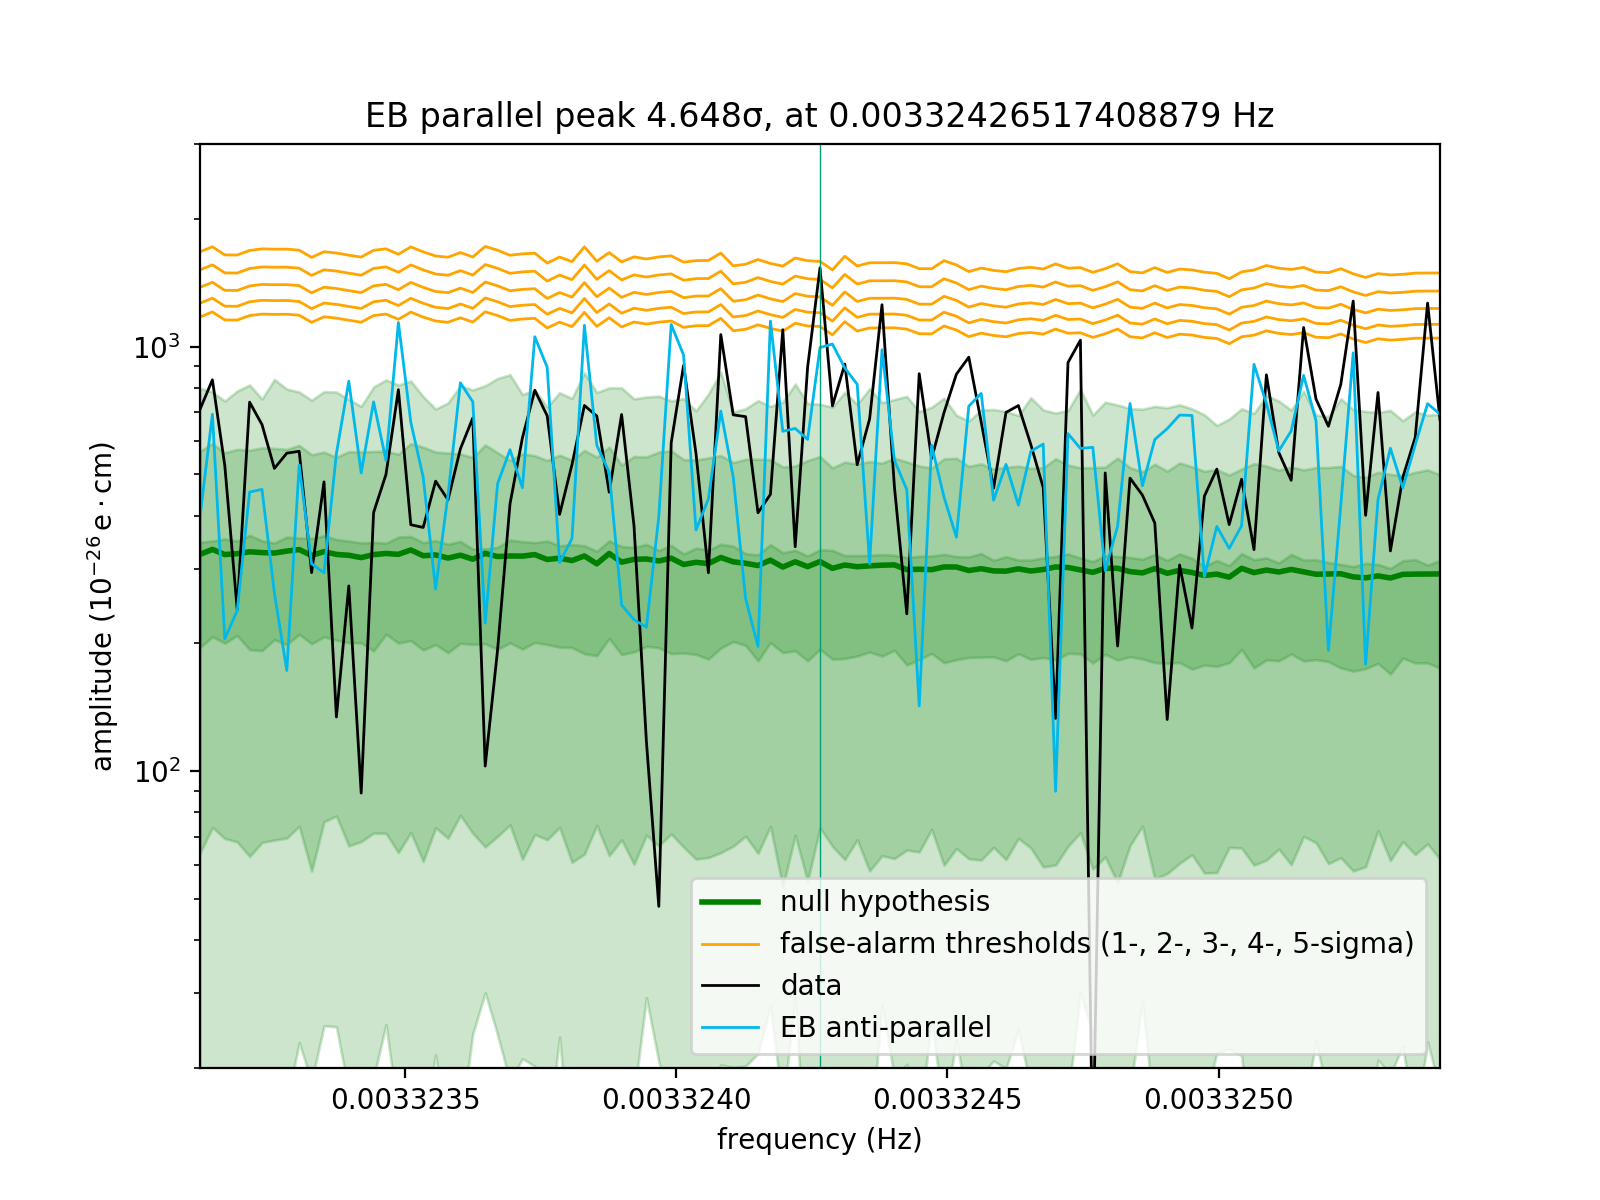 EB parallel peak 4.648σ, at 0.00332426517408879 Hz
10³
10²
amplitude (10⁻²⁶ e · cm)
null hypothesis
false-alarm thresholds (1-, 2-, 3-, 4-, 5-sigma)
data
EB anti-parallel
0.0033235 0.0033240 0.0033245 0.0033250
frequency (Hz)